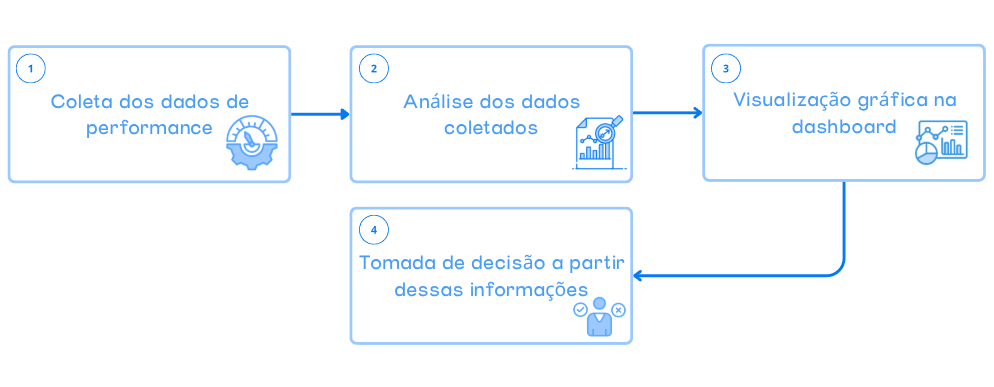 1
Coleta dos dados de
performance
2
Análise dos dados
coletados
3
Visualização gráfica na
dashboard
4
Tomada de decisão a partir
dessas informações